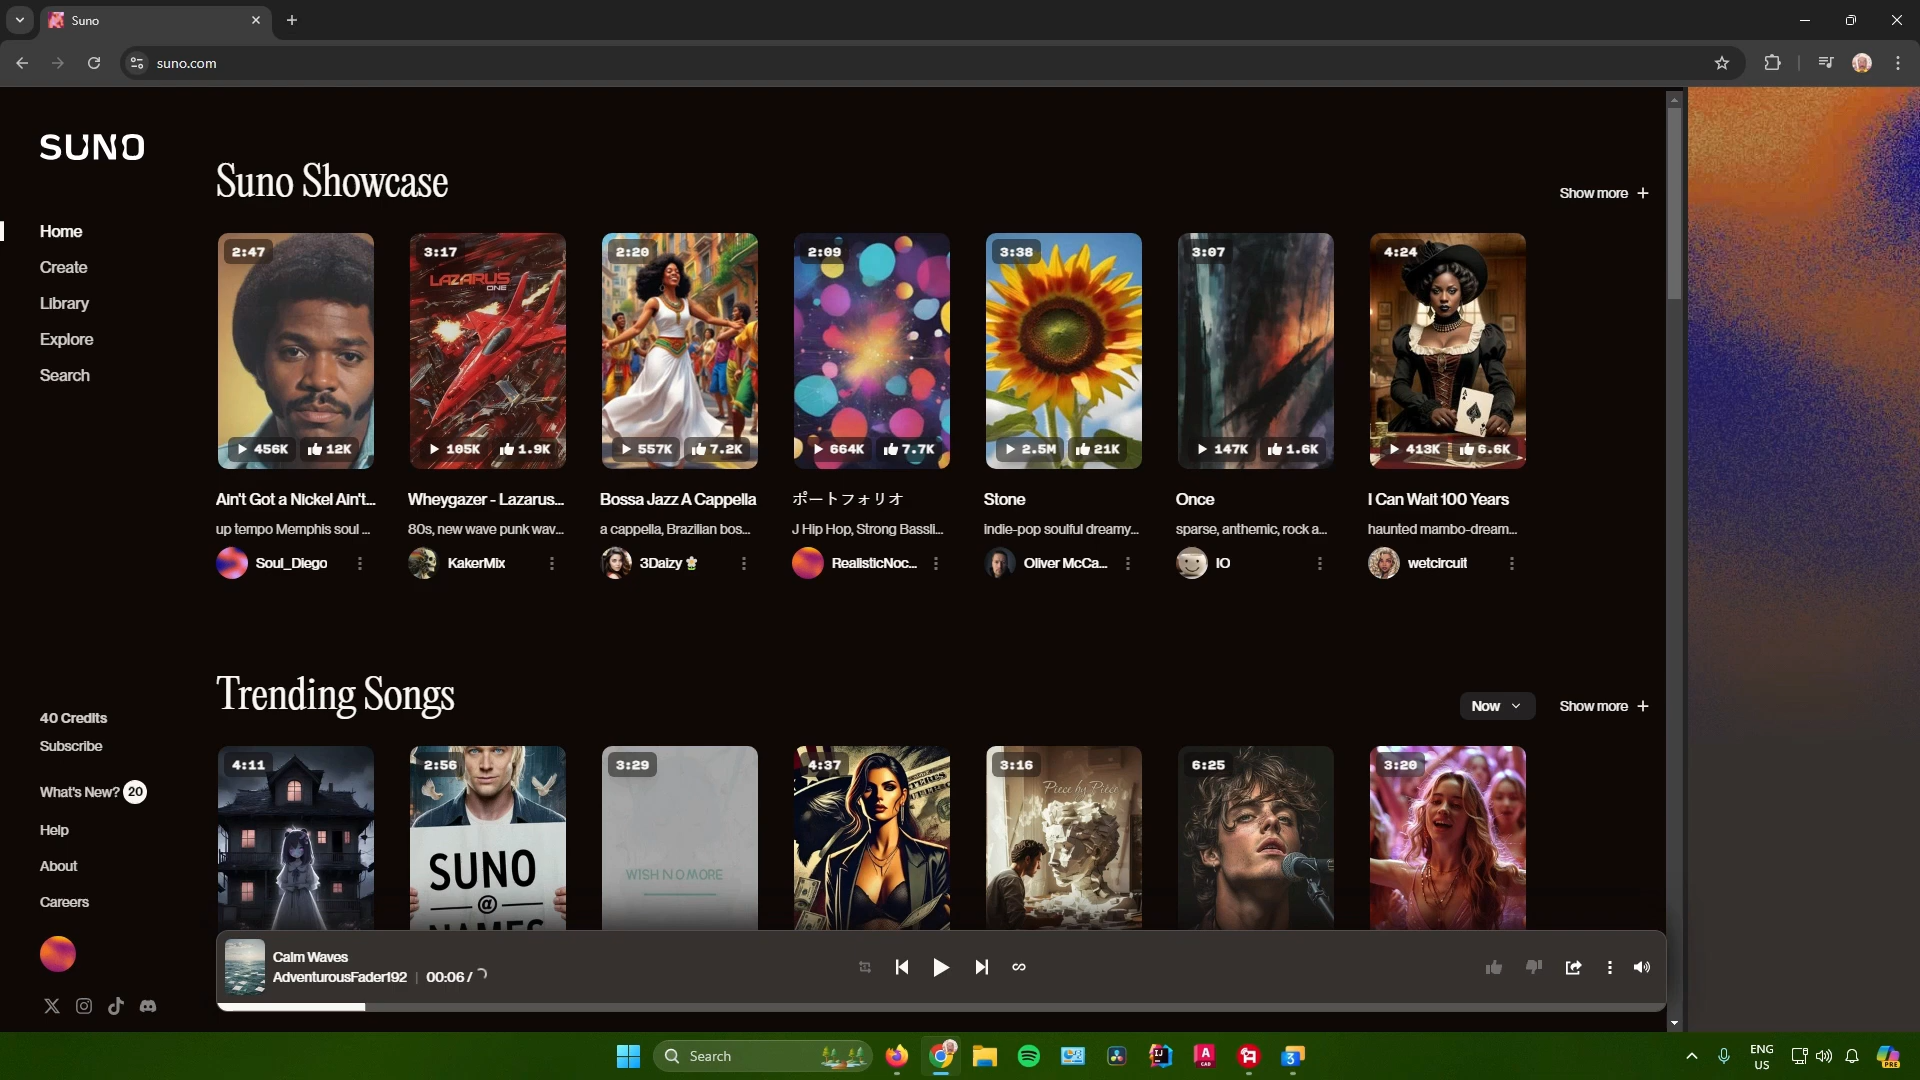 Suno
suno.com
SUNO
Home
Create
Library
Explore
Search
40 Credits
Subscribe
What's New? 20
Help
About
Careers
Suno Showcase
Show more
2:47
3:17
2:20
2:09
3:38
3:07
4:24
LAZARUS
ONE
456K 12K
105K 1.9K
557K 7.2K
664K 7.7K
2.5M 21K
147K 1.6K
413K 6.6K
Ain't Got a Nickel Ain't...
Wheygazer - Lazarus...
Bossa Jazz A Cappella
ポートフォリオ
Stone
Once
I Can Wait 100 Years
up tempo Memphis soul ...
80s, new wave punk wav...
a cappella, Brazilian bos...
J Hip Hop, Strong Bassli...
indie-pop soulful dreamy...
sparse, anthemic, rock a...
haunted mambo-dream...
Soul_Diego
KakerMix
3Daizy
RealisticNoc...
Oliver McCa...
IO
wetcircuit
Trending Songs
Now
Show more
4:11
2:56
3:29
4:37
3:16
6:25
3:20
SUNO
@
NAMES
WISH NO MORE
Piece by Piece
Calm Waves
AdventurousFader192 | 00:06 /
Search
ENG
US